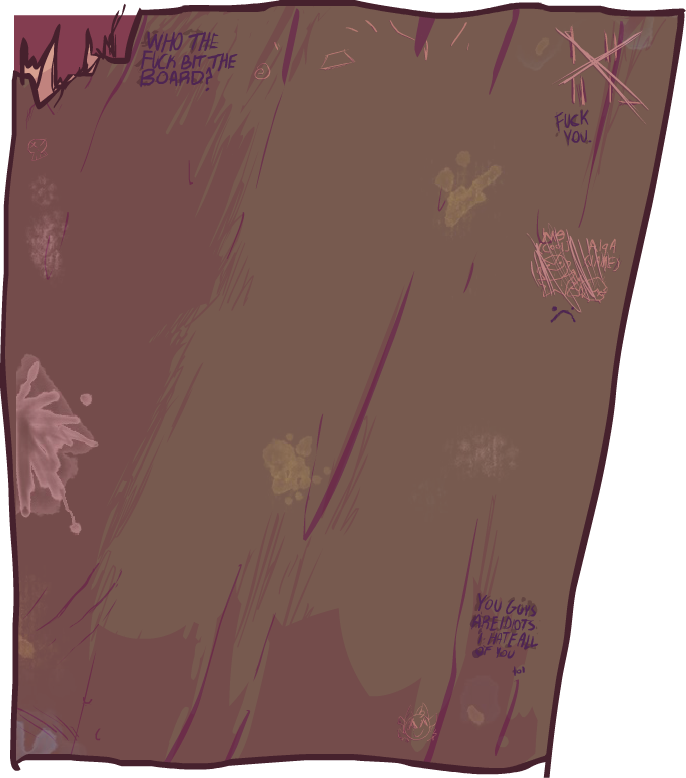 WHO THE
FUCK BIT THE
BOARD?
FUCK
YOU.
YOU GUYS
ARE IDIOTS
I HATE ALL
OF YOU